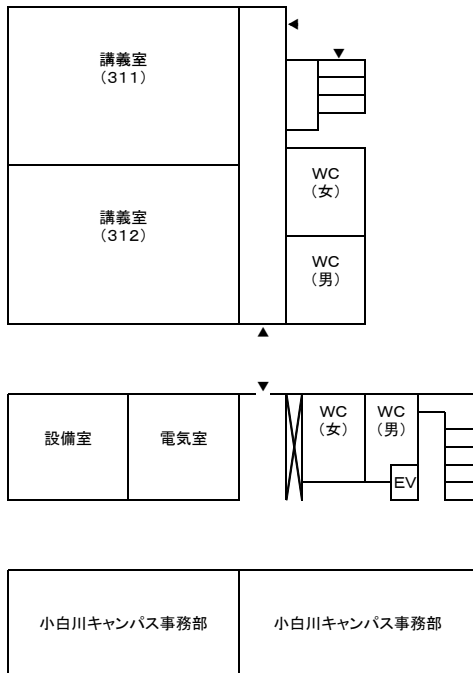 講義室
（311）
WC
（女）
講義室
（312）
WC
（男）
設備室
電気室
WC
（女）
WC
（男）
EV
小白川キャンパス事務部
小白川キャンパス事務部